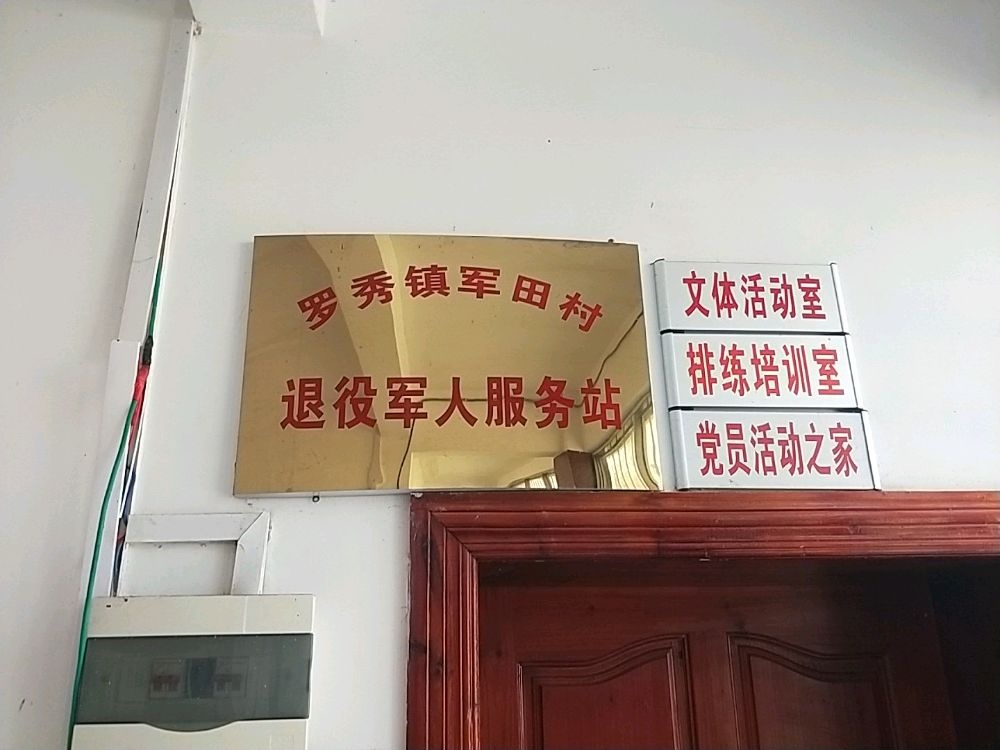 罗秀镇军田村
退役军人服务站
文体活动室
排练培训室
党员活动之家